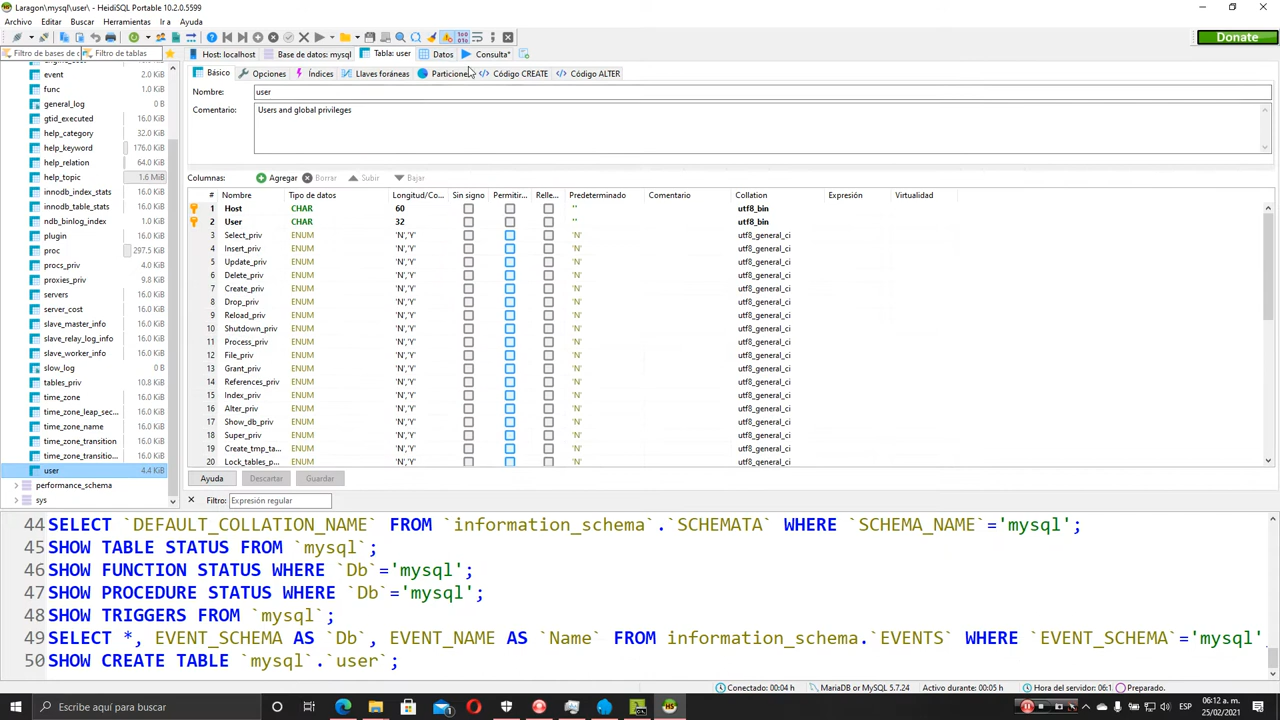 Laragon\mysql\user\ - HeidiSQL Portable 10.2.0.5599
Archivo Editar Buscar Herramientas Ir a Ayuda
Donate
Filtro de bases de Filtro de tablas
Host: localhost Base de datos: mysql Tabla: user Datos Consulta*
Básico Opciones Índices Llaves foráneas Particiones Código CREATE Código ALTER
Nombre: user
Comentario: Users and global privileges
event 2.0 KiB
func 0 B
general_log 0 B
gtid_executed 16.0 KiB
help_category 32.0 KiB
help_keyword 176.0 KiB
help_relation 64.0 KiB
help_topic 1.6 MiB
innodb_index_stats 16.0 KiB
innodb_table_stats 16.0 KiB
ndb_binlog_index 0 B
plugin 16.0 KiB
proc 297.5 KiB
procs_priv 4.0 KiB
proxies_priv 9.8 KiB
servers 16.0 KiB
server_cost 16.0 KiB
slave_master_info 16.0 KiB
slave_relay_log_info 16.0 KiB
slave_worker_info 16.0 KiB
slow_log 0 B
tables_priv 10.8 KiB
time_zone 16.0 KiB
time_zone_leap_sec... 16.0 KiB
time_zone_name 16.0 KiB
time_zone_transition 16.0 KiB
time_zone_transitio... 16.0 KiB
user 4.4 KiB
performance_schema
sys
Columnas: Agregar Borrar Subir Bajar
# Nombre Tipo de datos Longitud/Co... Sin signo Permitir... Relle... Predeterminado Comentario Collation Expresión Virtualidad
1 Host CHAR 60 '' utf8_bin
2 User CHAR 32 '' utf8_bin
3 Select_priv ENUM 'N','Y' 'N' utf8_general_ci
4 Insert_priv ENUM 'N','Y' 'N' utf8_general_ci
5 Update_priv ENUM 'N','Y' 'N' utf8_general_ci
6 Delete_priv ENUM 'N','Y' 'N' utf8_general_ci
7 Create_priv ENUM 'N','Y' 'N' utf8_general_ci
8 Drop_priv ENUM 'N','Y' 'N' utf8_general_ci
9 Reload_priv ENUM 'N','Y' 'N' utf8_general_ci
10 Shutdown_priv ENUM 'N','Y' 'N' utf8_general_ci
11 Process_priv ENUM 'N','Y' 'N' utf8_general_ci
12 File_priv ENUM 'N','Y' 'N' utf8_general_ci
13 Grant_priv ENUM 'N','Y' 'N' utf8_general_ci
14 References_priv ENUM 'N','Y' 'N' utf8_general_ci
15 Index_priv ENUM 'N','Y' 'N' utf8_general_ci
16 Alter_priv ENUM 'N','Y' 'N' utf8_general_ci
17 Show_db_priv ENUM 'N','Y' 'N' utf8_general_ci
18 Super_priv ENUM 'N','Y' 'N' utf8_general_ci
19 Create_tmp_ta... ENUM 'N','Y' 'N' utf8_general_ci
20 Lock_tables_p... ENUM 'N','Y' 'N' utf8_general_ci
Ayuda Descartar Guardar
Filtro: Expresión regular
44 SELECT `DEFAULT_COLLATION_NAME` FROM `information_schema`.`SCHEMATA` WHERE `SCHEMA_NAME`='mysql';
45 SHOW TABLE STATUS FROM `mysql`;
46 SHOW FUNCTION STATUS WHERE `Db`='mysql';
47 SHOW PROCEDURE STATUS WHERE `Db`='mysql';
48 SHOW TRIGGERS FROM `mysql`;
49 SELECT *, EVENT_SCHEMA AS `Db`, EVENT_NAME AS `Name` FROM information_schema.`EVENTS` WHERE `EVENT_SCHEMA`='mysql'
50 SHOW CREATE TABLE `mysql`.`user`;
Conectado: 00:04 h MariaDB or MySQL 5.7.24 Activo durante: 00:05 h Hora del servidor: 06:1 Preparado.
Escribe aquí para buscar
ESP
06:12 a. m.
25/02/2021